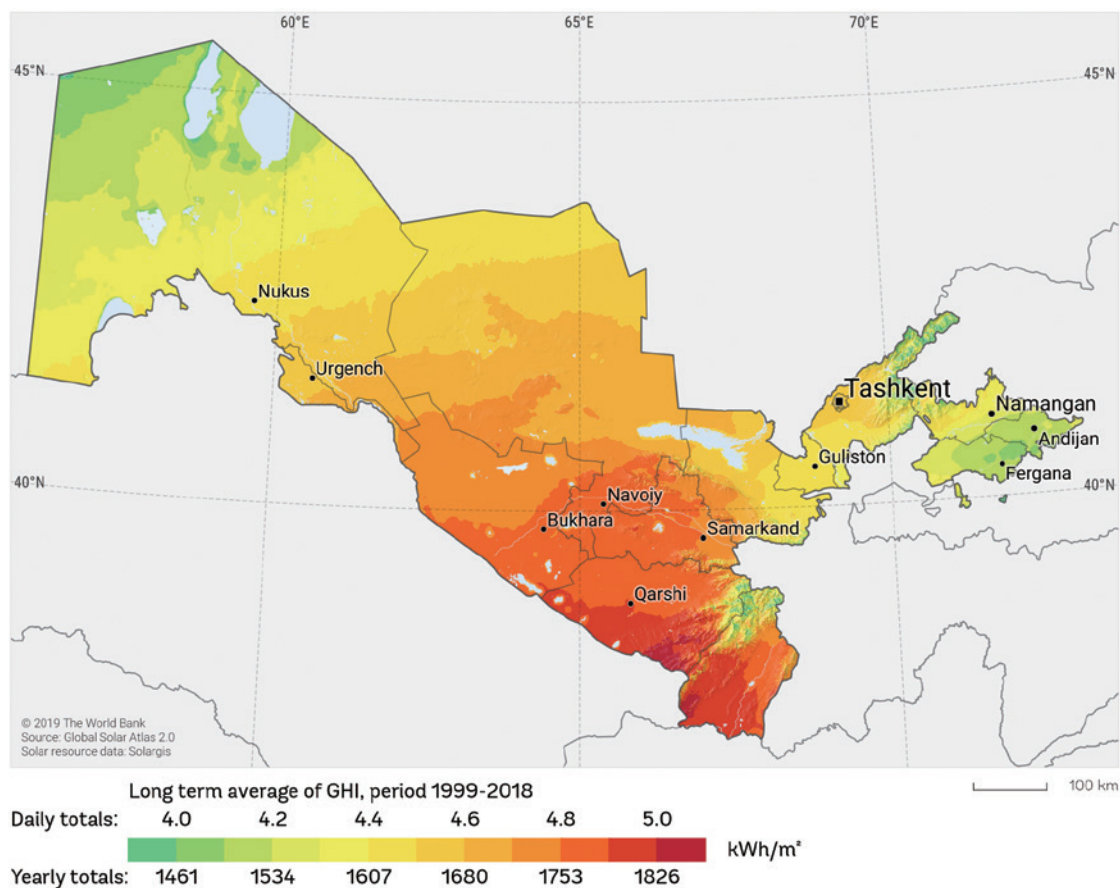 60°E 65°E 70°E
45°N 45°N
Nukus
Urgench
Tashkent
Namangan
Andijan
Guliston
Fergana
40°N 40°N
Navoiy
Bukhara
Samarkand
Qarshi
© 2019 The World Bank
Source: Global Solar Atlas 2.0
Solar resource data: Solargis
Long term average of GHI, period 1999-2018
100 km
Daily totals: 4.0 4.2 4.4 4.6 4.8 5.0
kWh/m²
Yearly totals: 1461 1534 1607 1680 1753 1826